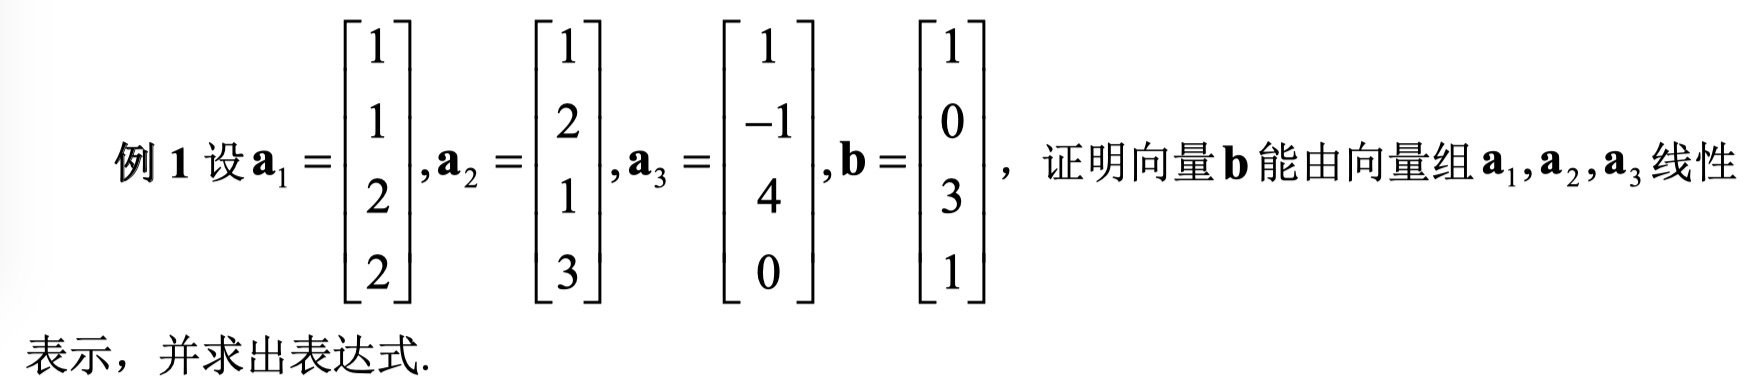 例 1 设 $\mathbf{a}_1 = \begin{bmatrix} 1 \\ 1 \\ 2 \\ 2 \end{bmatrix}, \mathbf{a}_2 = \begin{bmatrix} 1 \\ 2 \\ 1 \\ 3 \end{bmatrix}, \mathbf{a}_3 = \begin{bmatrix} 1 \\ -1 \\ 4 \\ 0 \end{bmatrix}, \mathbf{b} = \begin{bmatrix} 1 \\ 0 \\ 3 \\ 1 \end{bmatrix}$，证明向量 $\mathbf{b}$ 能由向量组 $\mathbf{a}_1, \mathbf{a}_2, \mathbf{a}_3$ 线性
表示，并求出表达式.